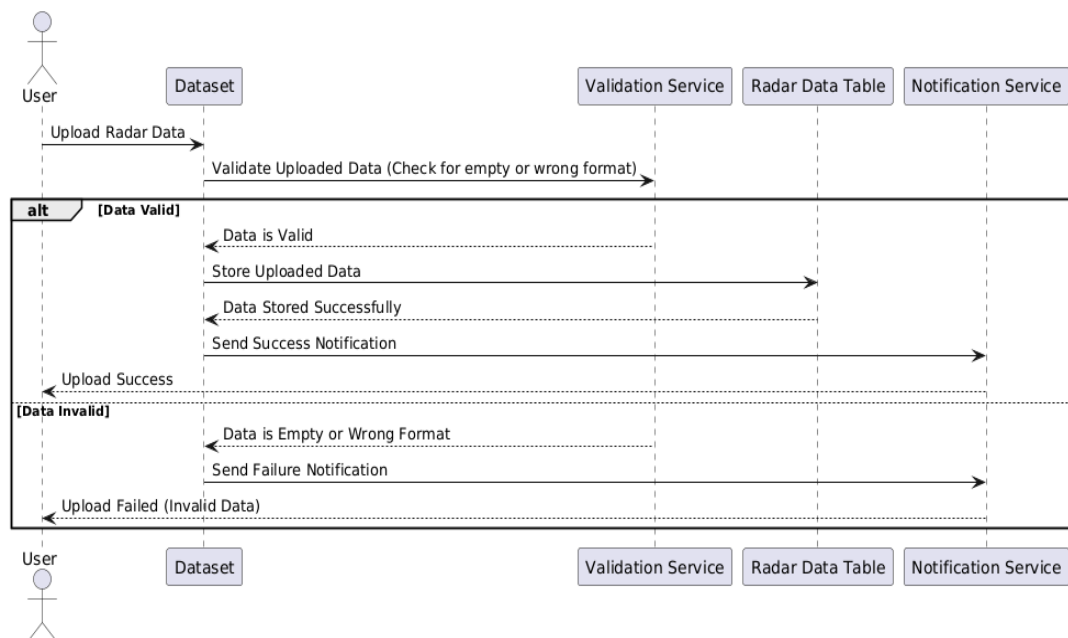 User
Dataset
Validation Service
Radar Data Table
Notification Service
Upload Radar Data
Validate Uploaded Data (Check for empty or wrong format)
alt
[Data Valid]
Data is Valid
Store Uploaded Data
Data Stored Successfully
Send Success Notification
Upload Success
[Data Invalid]
Data is Empty or Wrong Format
Send Failure Notification
Upload Failed (Invalid Data)
User
Dataset
Validation Service
Radar Data Table
Notification Service